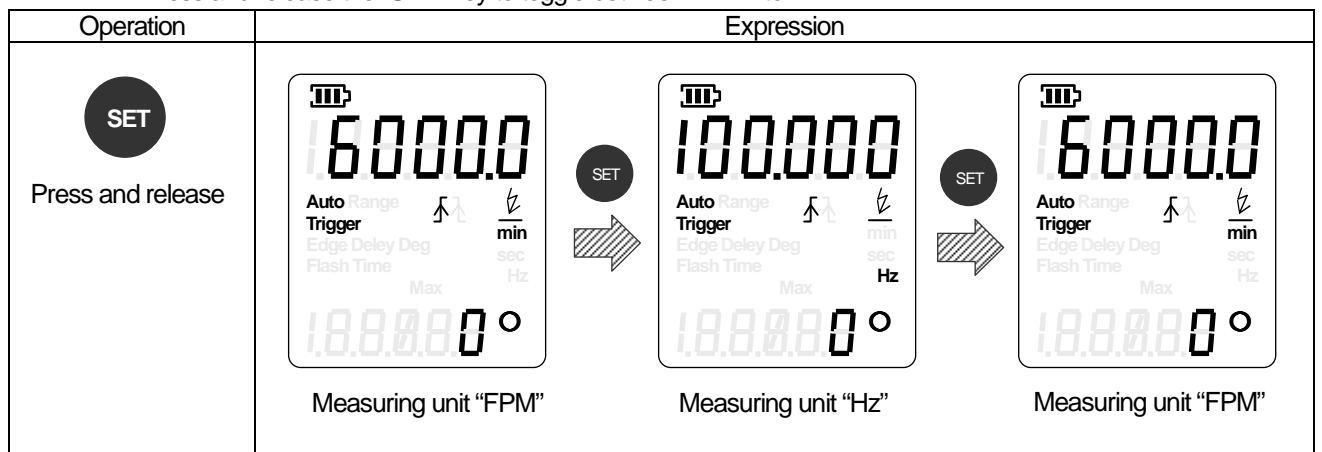 Operation
Expression
SET
Press and release
6000.0
Auto Range
Trigger
Edge Deley Deg
Flash Time
Max
min
sec
Hz
0°
Measuring unit “FPM”
SET
100.000
Auto Range
Trigger
Edge Deley Deg
Flash Time
Max
min
sec
Hz
0°
Measuring unit “Hz”
SET
6000.0
Auto Range
Trigger
Edge Deley Deg
Flash Time
Max
min
sec
Hz
0°
Measuring unit “FPM”